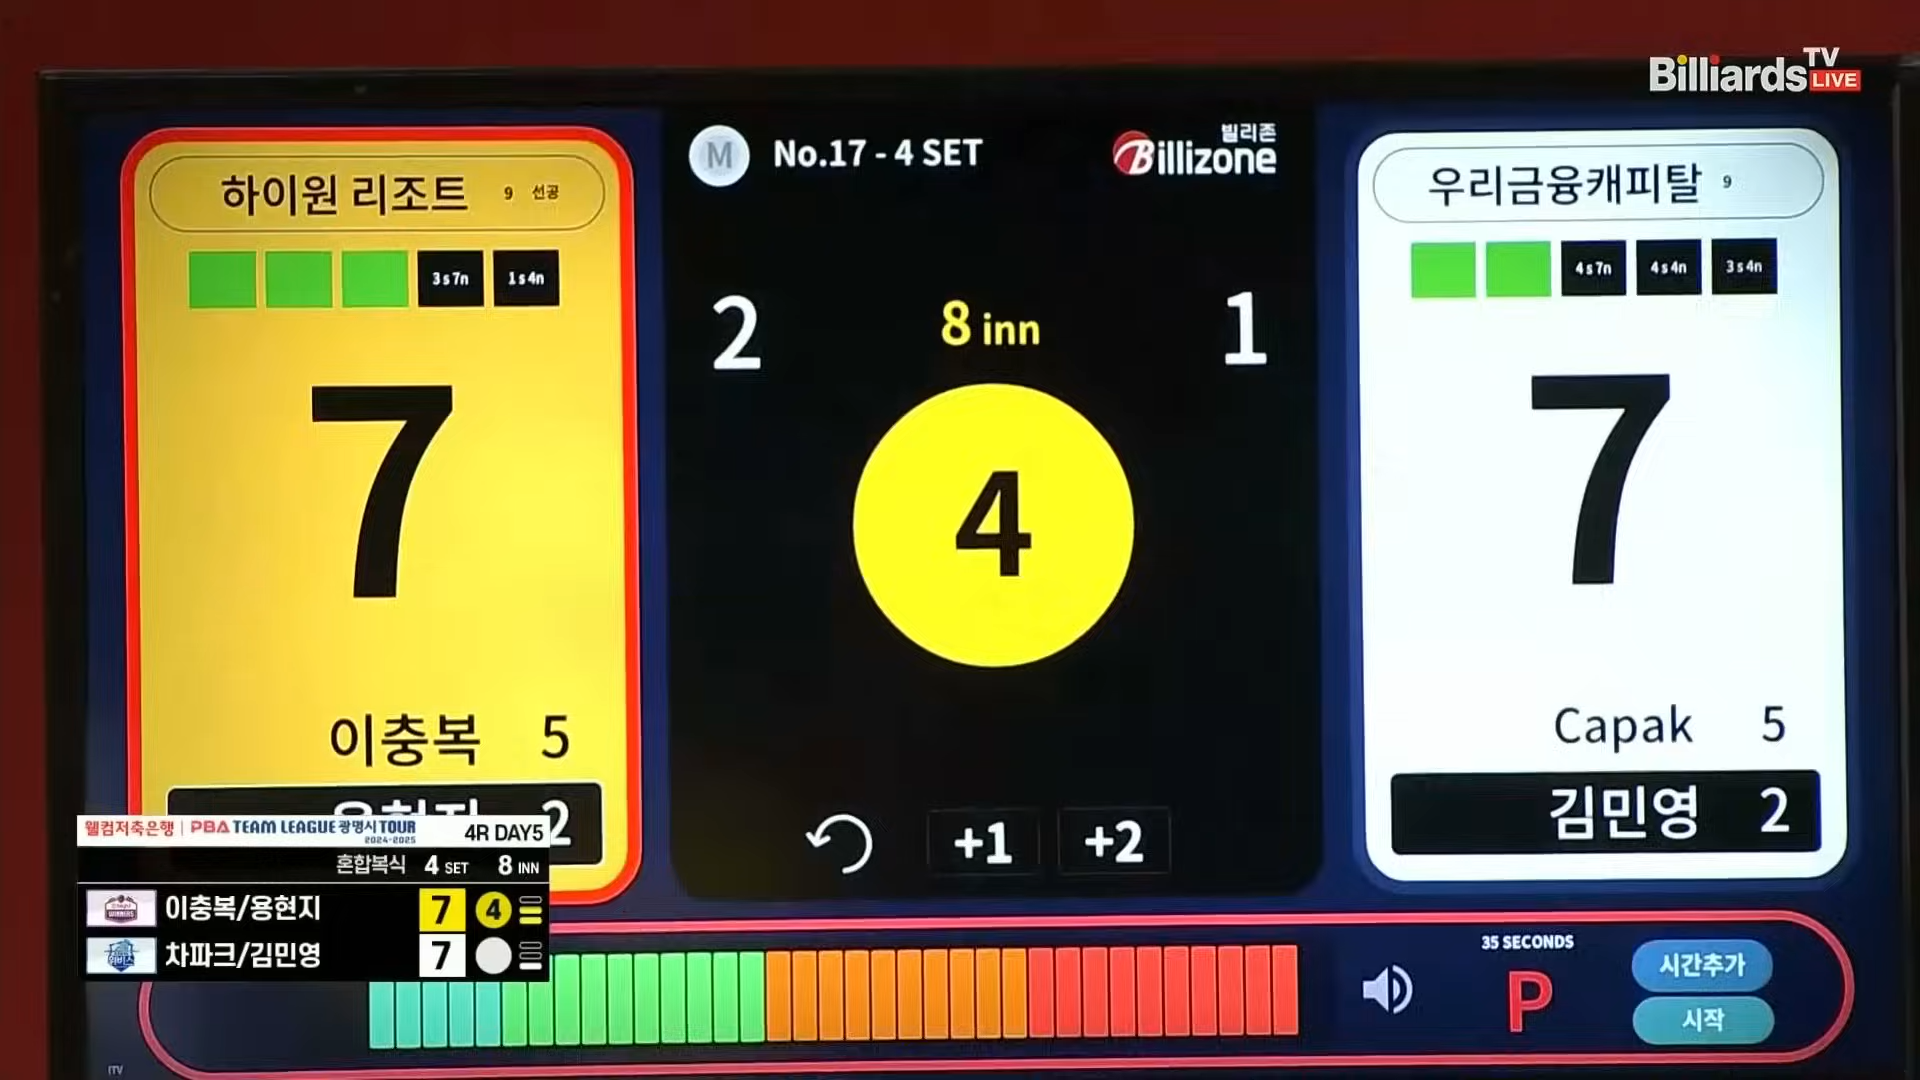 Billiards TV LIVE
M No.17 - 4 SET
빌리존
Billizone
하이원 리조트 9 선공
우리금융캐피탈 9
3s7n 1s4n
4s7n 4s4n 3s4n
2 8 inn 1
7 4 7
이충복 5
Capak 5
2
김민영 2
+1 +2
웰컴저축은행 PBA TEAM LEAGUE 광명시TOUR 2024-2025 4R DAY5
혼합복식 4 SET 8 INN
이충복/용현지 7 4
차파크/김민영 7
35 SECONDS
P
시간추가
시작